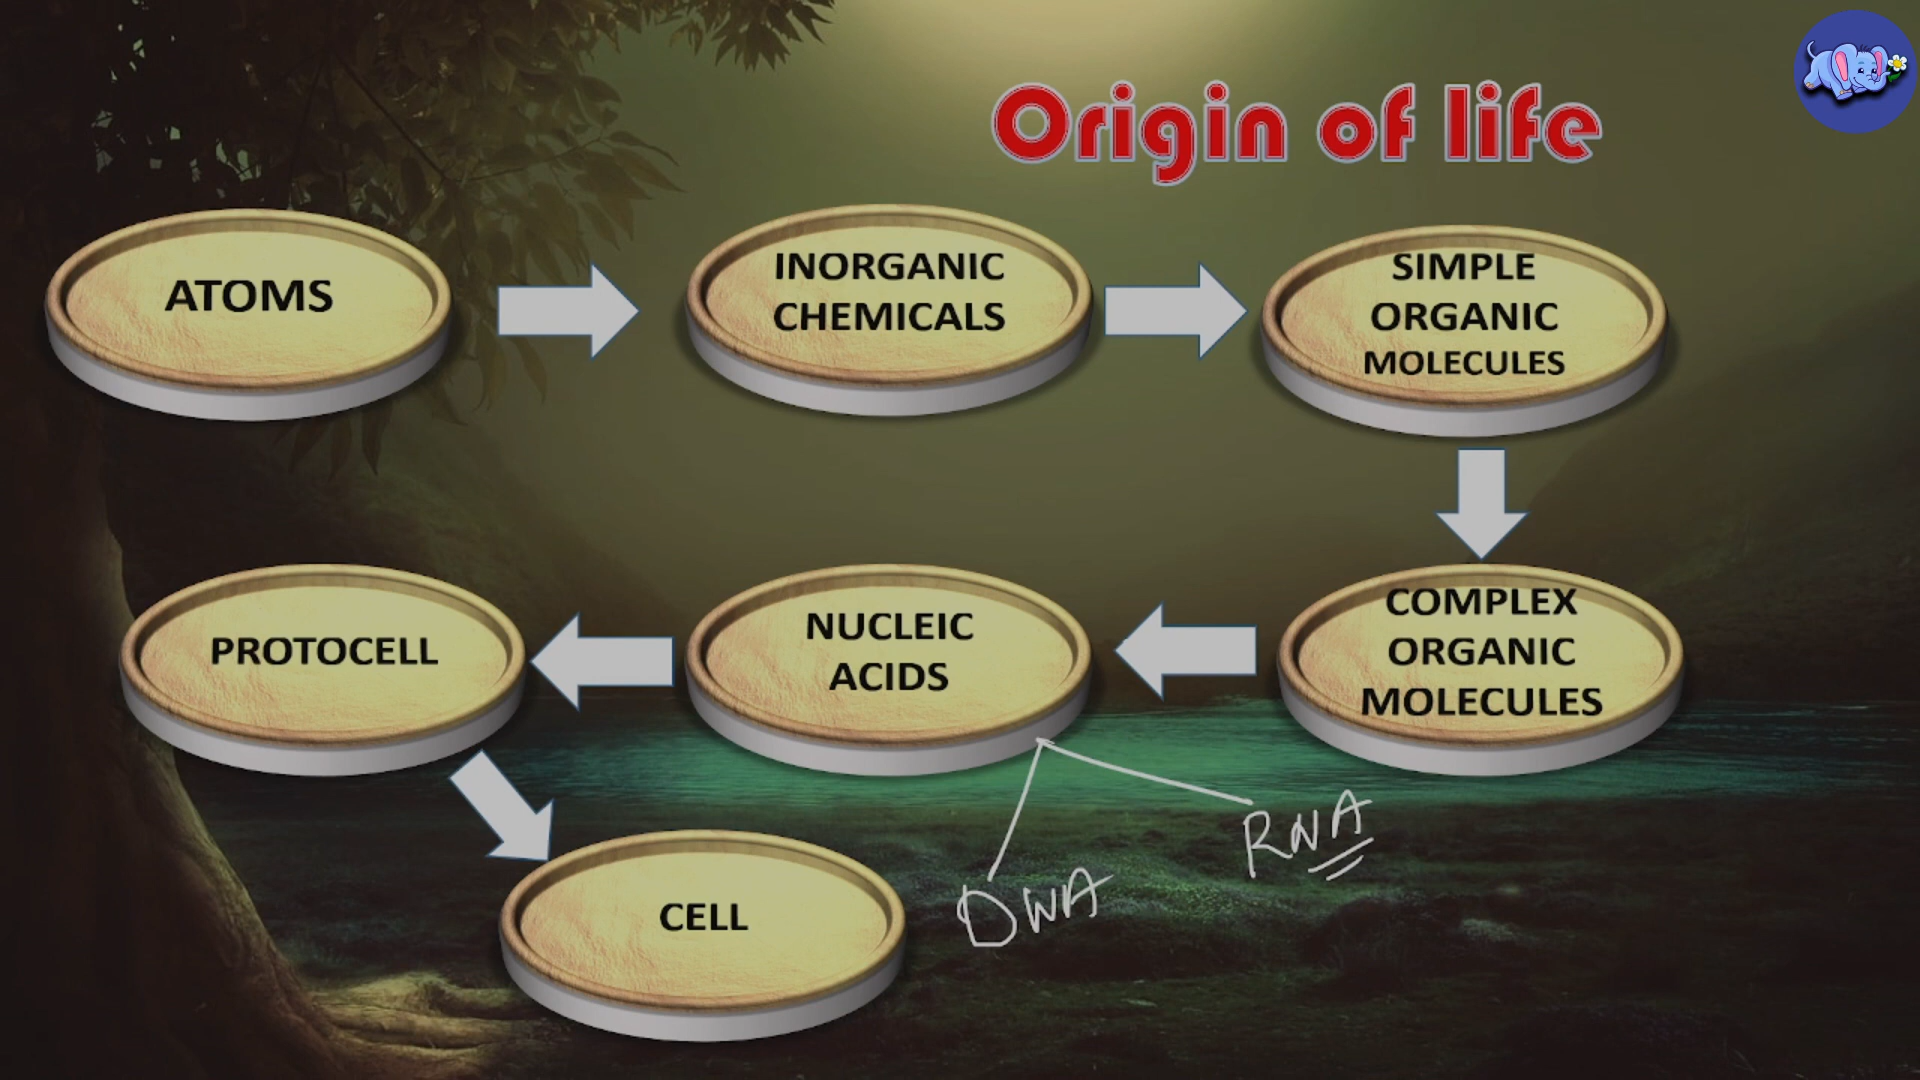 Origin of life
ATOMS
INORGANIC
CHEMICALS
SIMPLE
ORGANIC
MOLECULES
COMPLEX
ORGANIC
MOLECULES
NUCLEIC
ACIDS
PROTOCELL
CELL
DNA
RNA